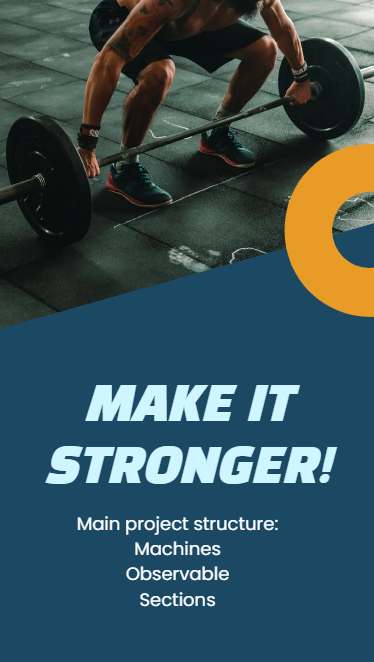 MAKE IT
STRONGER!
Main project structure:
Machines
Observable
Sections